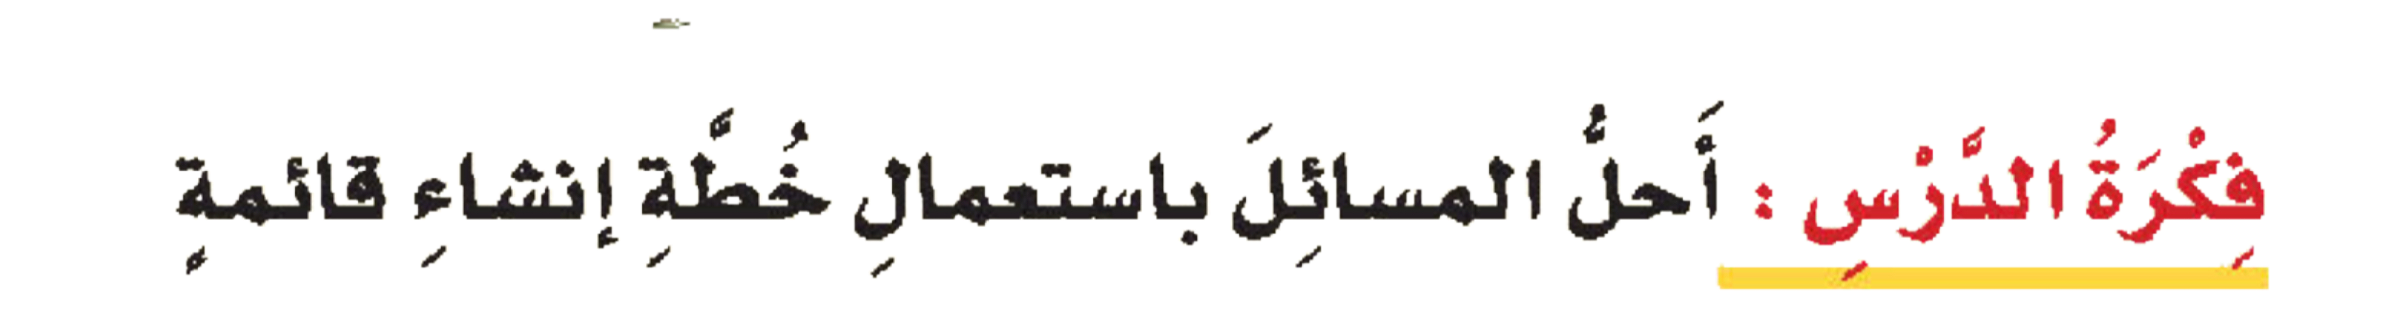 فِكْرَةُ الدَّرْسِ : أَحلُّ المسائِلَ باستعمالِ خُطَّةِ إنشاءِ قائمةٍ